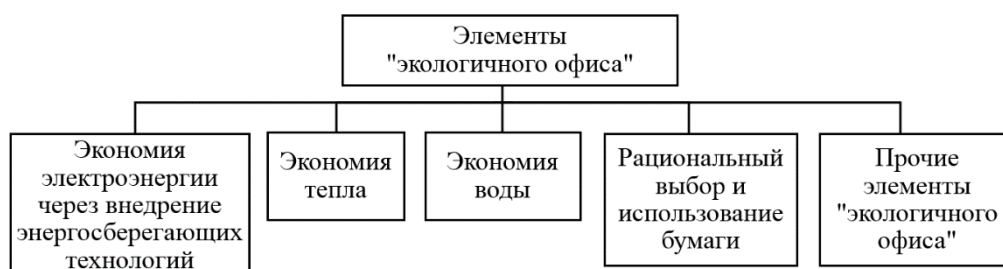 Элементы
"экологичного офиса"
Экономия
электроэнергии
через внедрение
энергосберегающих
технологий
Экономия
тепла
Экономия
воды
Рациональный
выбор и
использование
бумаги
Прочие
элементы
"экологичного
офиса"